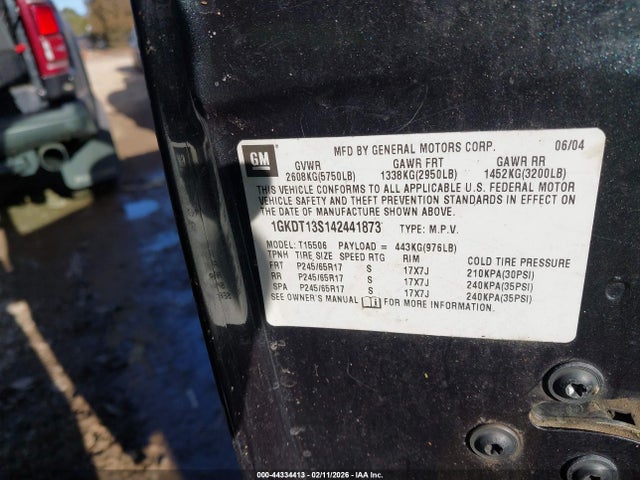 MFD BY GENERAL MOTORS CORP. 06/04
GM
GVWR GAWR FRT GAWR RR
2608KG(5750LB) 1338KG(2950LB) 1452KG(3200LB)
THIS VEHICLE CONFORMS TO ALL APPLICABLE U.S. FEDERAL MOTOR
VEHICLE SAFETY AND THEFT PREVENTION STANDARDS IN EFFECT ON
THE DATE OF MANUFACTURE SHOWN ABOVE.
1GKDT13S142441873 TYPE: M.P.V.
MODEL: T15506 PAYLOAD = 443KG(976LB)
TPNH TIRE SIZE SPEED RTG RIM COLD TIRE PRESSURE
FRT P245/65R17 S 17X7J 210KPA(30PSI)
RR P245/65R17 S 17X7J 240KPA(35PSI)
SPA P245/65R17 S 17X7J 240KPA(35PSI)
SEE OWNER'S MANUAL FOR MORE INFORMATION.
000-44334413 - 02/11/2026 - IAA Inc.